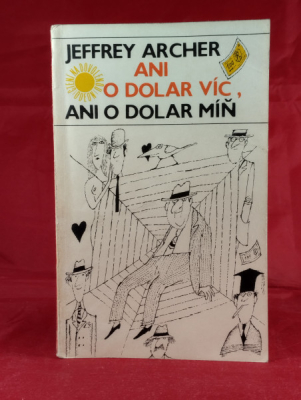 JEFFREY ARCHER
ANI
O DOLAR VÍC,
ANI O DOLAR MÍŇ